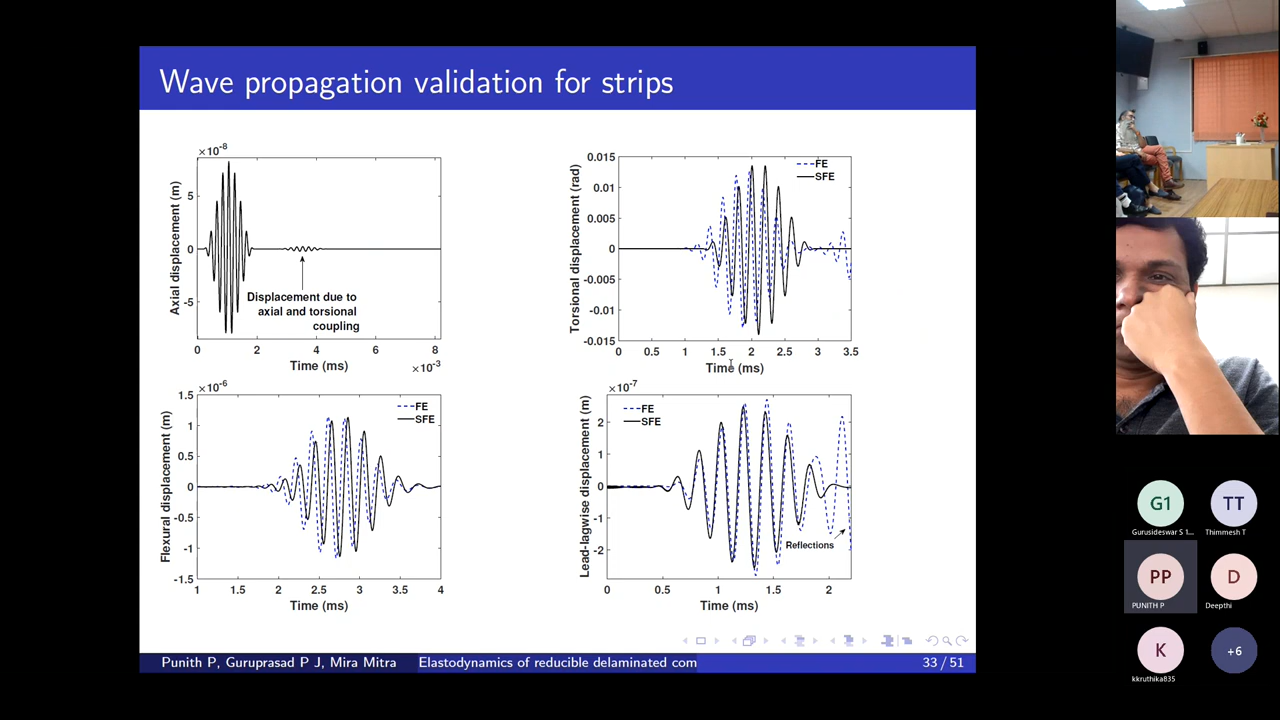 Wave propagation validation for strips
×10⁻⁸
Axial displacement (m)
5
0
-5
Displacement due to
axial and torsional
coupling
0 2 4 6 8
Time (ms)
×10⁻³
Torsional displacement (rad)
0.015
0.01
0.005
0
-0.005
-0.01
-0.015
FE
SFE
0 0.5 1 1.5 2 2.5 3 3.5
Time (ms)
×10⁻⁶
Flexural displacement (m)
1.5
1
0.5
0
-0.5
-1
-1.5
FE
SFE
1 1.5 2 2.5 3 3.5 4
Time (ms)
×10⁻⁷
Lead-lagwise displacement (m)
2
1
0
-1
-2
FE
SFE
Reflections
0 1 2
Time (ms)
Punith P, Guruprasad P J, Mira Mitra
Elastodynamics of reducible delaminated com
33 / 51
G1
Gurusideswar S 1...
TT
Thimmesh T
PP
PUNITH P
D
Deepthi
K
kkruthika835
+6